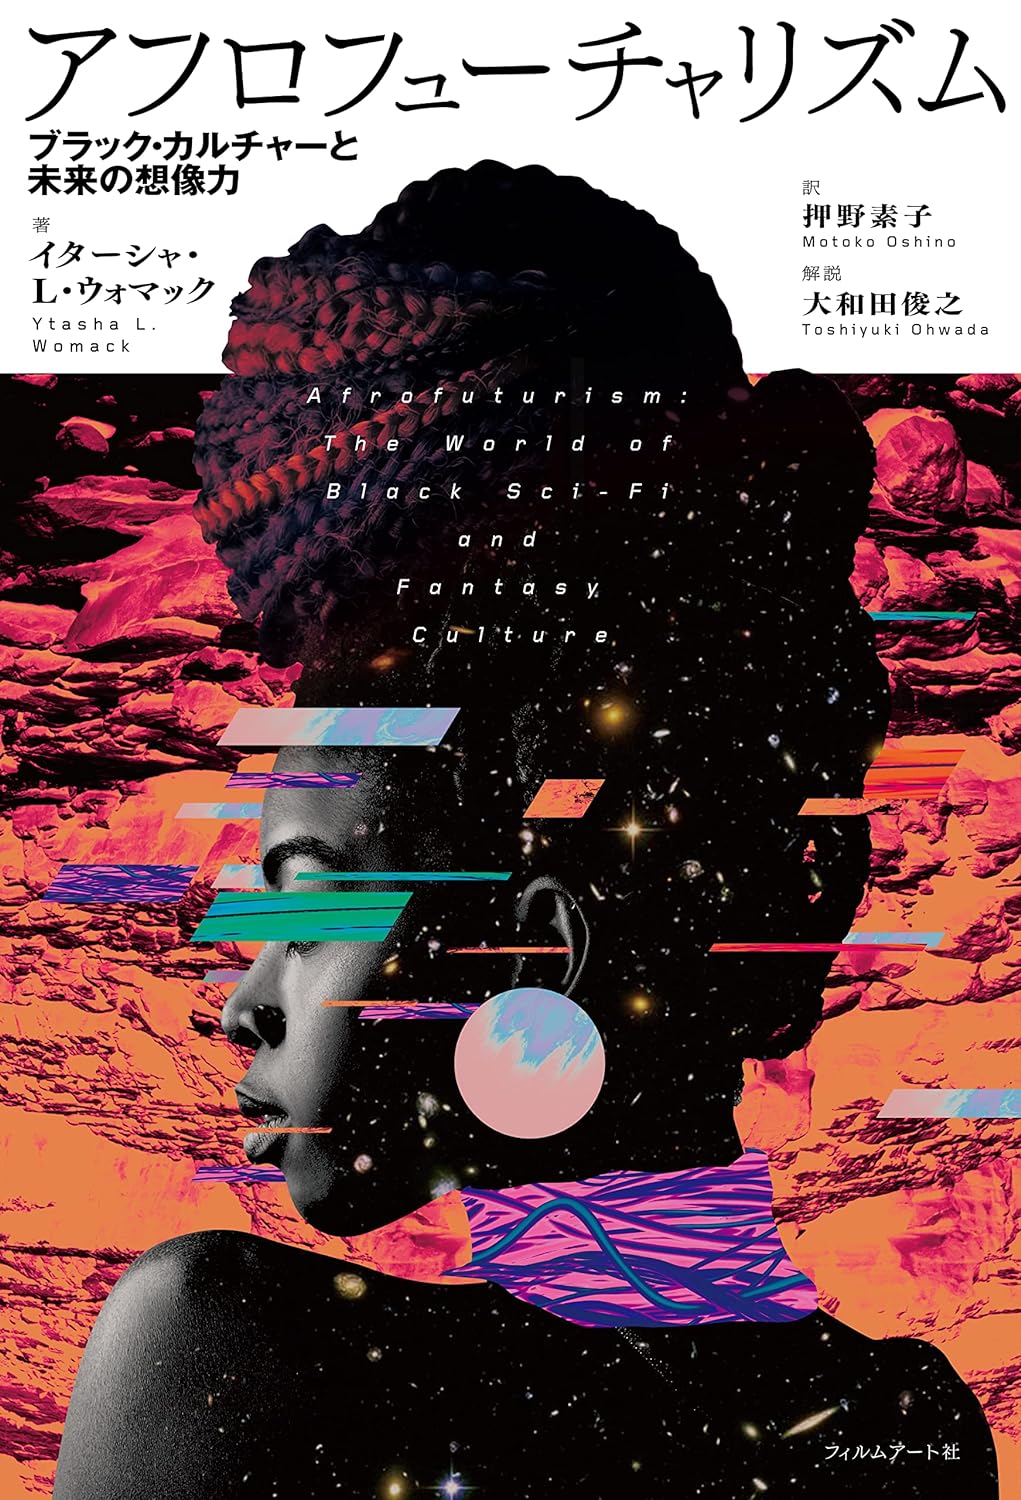 アフロフューチャリズム
ブラック・カルチャーと
未来の想像力
著
イターシャ・
L・ウォマック
Ytasha L.
Womack
訳
押野素子
Motoko Oshino
解説
大和田俊之
Toshiyuki Ohwada
Afrofuturism:
The World of
Black Sci-Fi
and
Fantasy
Culture
フィルムアート社